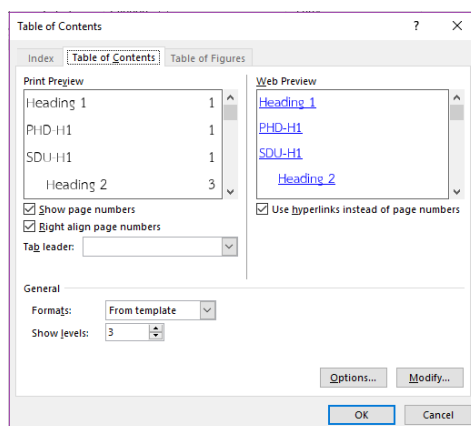 Table of Contents ? ×
Index Table of Contents Table of Figures
Print Preview
Heading 1 1
PHD-H1 1
SDU-H1 1
Heading 2 3
Show page numbers
Right align page numbers
Tab leader:
Web Preview
Heading 1
PHD-H1
SDU-H1
Heading 2
Use hyperlinks instead of page numbers
General
Formats: From template
Show levels: 3
Options... Modify...
OK Cancel